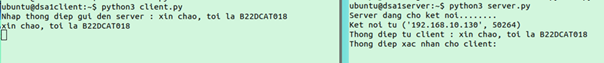 ubuntu@dsa1client:~$ python3 client.py
Nhap thong diep gui den server : xin chao, toi la B22DCAT018
xin chao, toi la B22DCAT018
ubuntu@dsa1server:~$ python3 server.py
Server dang cho ket noi........
Ket noi tu ('192.168.10.130', 50264)
Thong diep tu client : xin chao, toi la B22DCAT018
Thong diep xac nhan cho client: